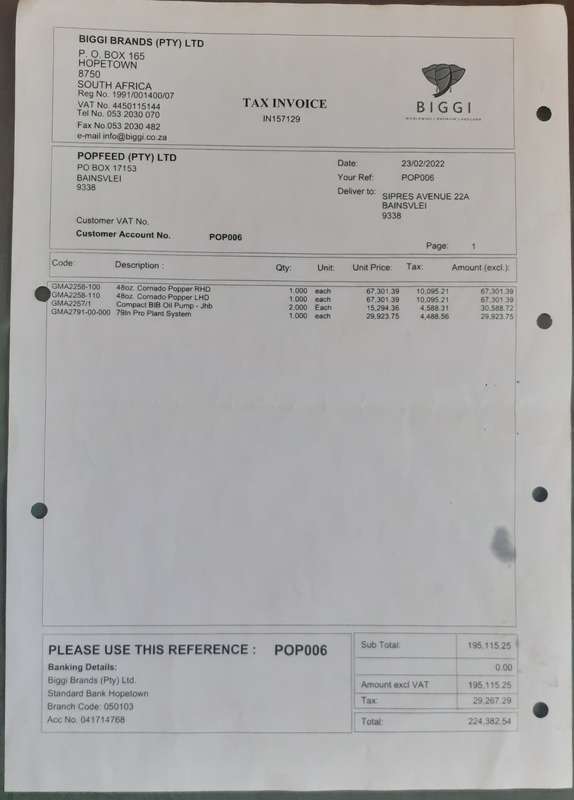 BIGGI BRANDS (PTY) LTD
P. O. BOX 165
HOPETOWN
8750
SOUTH AFRICA
Reg No. 1991/001400/07
VAT No. 4450115144
Tel No. 053 2030 070
Fax No.053 2030 482
e-mail info@biggi.co.za
TAX INVOICE
IN157129
BIGGI
POPFEED (PTY) LTD
PO BOX 17153
BAINSVLEI
9338
Customer VAT No.
Customer Account No. POP006
Date: 23/02/2022
Your Ref: POP006
Deliver to: SIPRES AVENUE 22A
BAINSVLEI
9338
Page: 1
Code: Description : Qty: Unit: Unit Price: Tax: Amount (excl.):
GMA2258-100 48oz. Cornado Popper RHD 1.000 each 67,301.39 10,095.21 67,301.39
GMA2258-110 48oz. Cornado Popper LHD 1.000 each 67,301.39 10,095.21 67,301.39
GMA2257/1 Compact BIB Oil Pump - Jhb 2.000 Each 15,294.36 4,588.31 30,588.72
GMA2791-00-000 79In Pro Plant System 1.000 each 29,923.75 4,488.56 29,923.75
PLEASE USE THIS REFERENCE : POP006
Banking Details:
Biggi Brands (Pty) Ltd.
Standard Bank Hopetown
Branch Code: 050103
Acc No. 041714768
Sub Total: 195,115.25
0.00
Amount excl VAT 195,115.25
Tax: 29,267.29
Total: 224,382.54